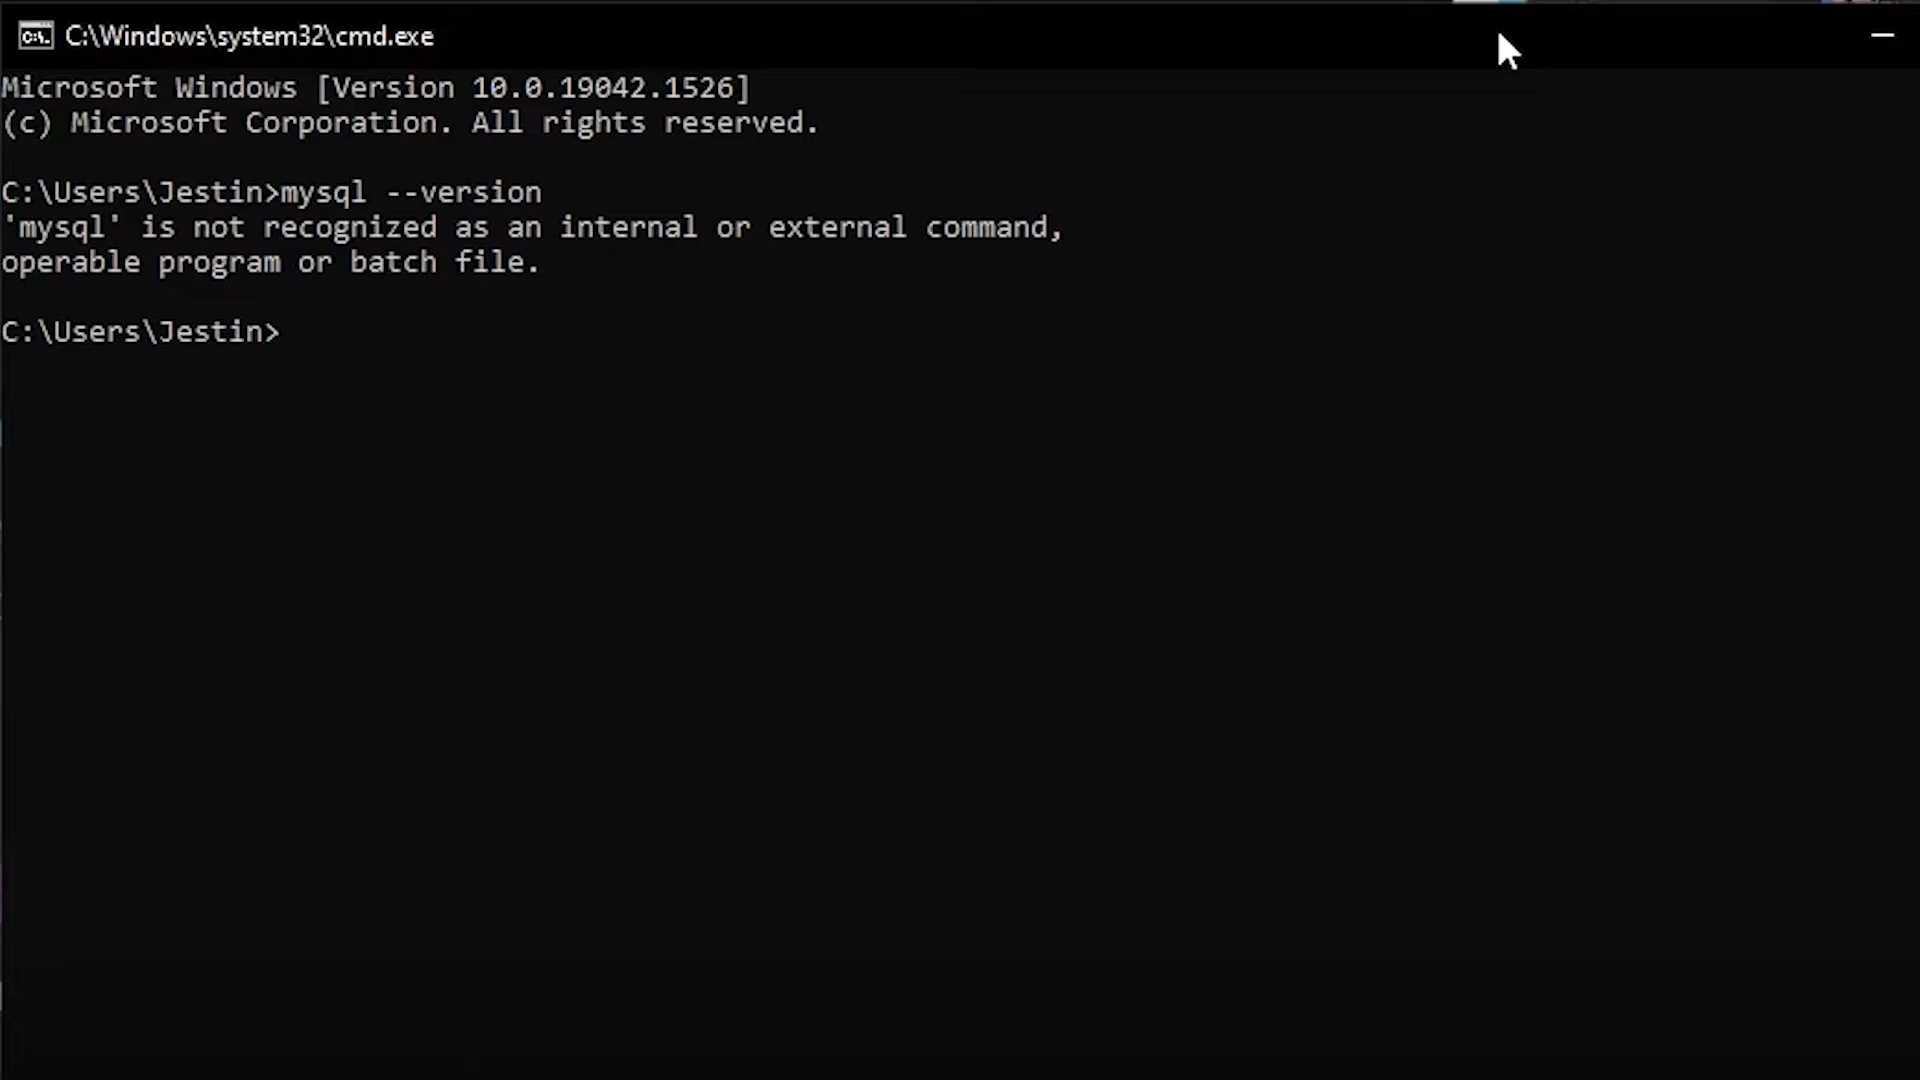 C:\Windows\system32\cmd.exe
Microsoft Windows [Version 10.0.19042.1526]
(c) Microsoft Corporation. All rights reserved.
C:\Users\Jestin>mysql --version
'mysql' is not recognized as an internal or external command,
operable program or batch file.
C:\Users\Jestin>